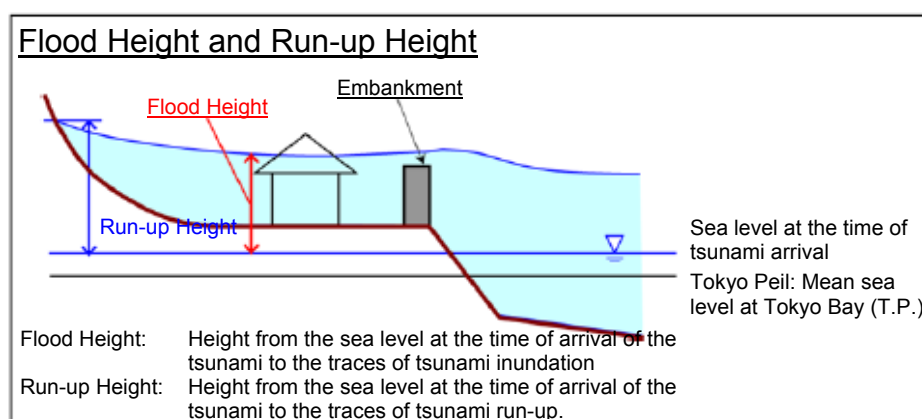 Flood Height and Run-up Height
Embankment
Flood Height
Run-up Height
Sea level at the time of
tsunami arrival
Tokyo Peil: Mean sea
level at Tokyo Bay (T.P.)
Flood Height: Height from the sea level at the time of arrival of the
tsunami to the traces of tsunami inundation
Run-up Height: Height from the sea level at the time of arrival of the
tsunami to the traces of tsunami run-up.